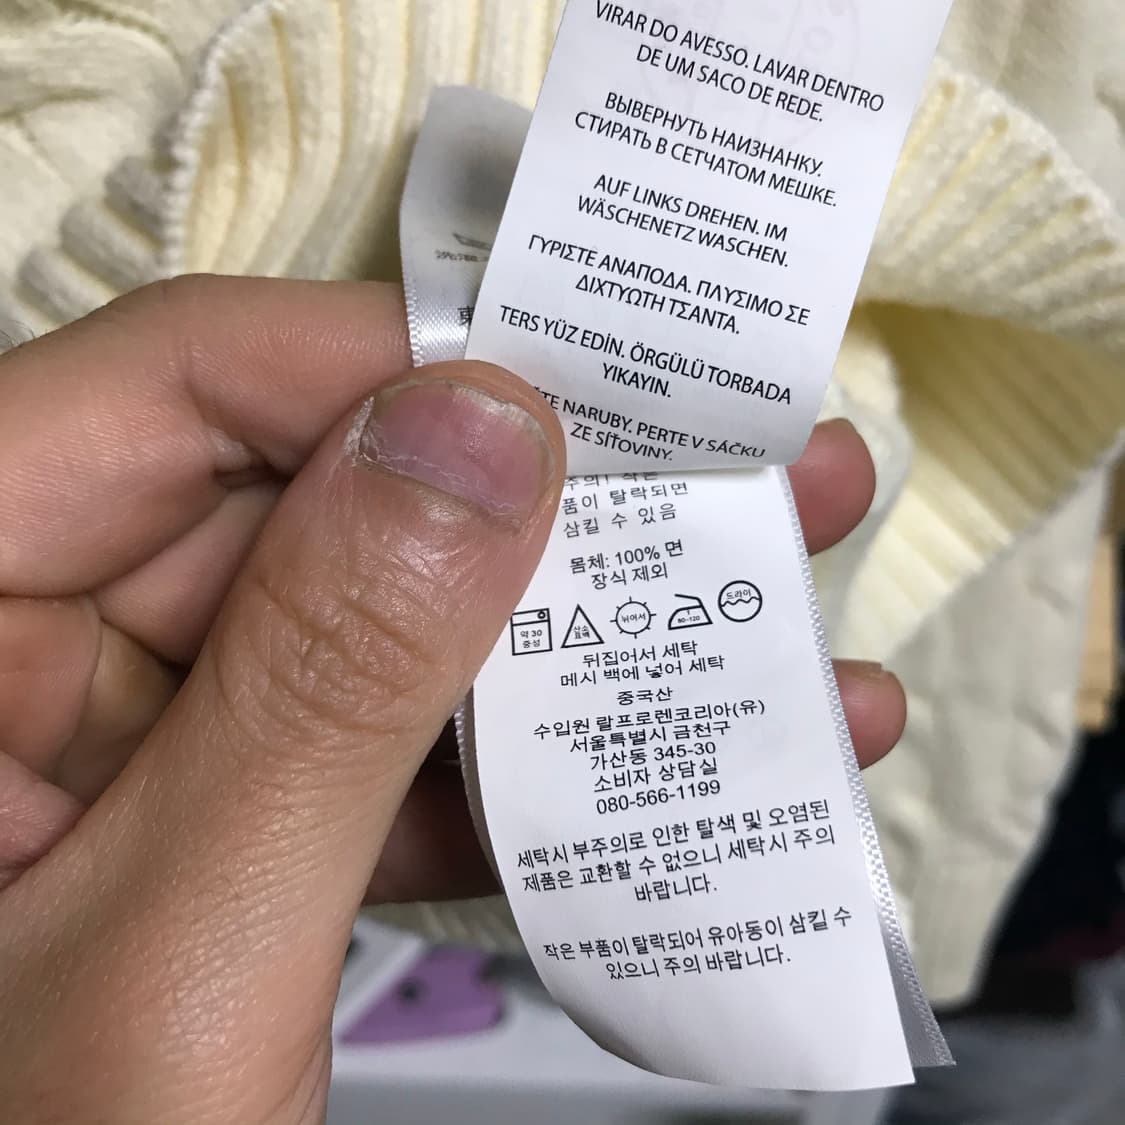 VIRAR DO AVESSO. LAVAR DENTRO
DE UM SACO DE REDE.
ВЫВЕРНУТЬ НАИЗНАНКУ.
СТИРАТЬ В СЕТЧАТОМ МЕШКЕ.
AUF LINKS DREHEN. IM
WÄSCHENETZ WASCHEN.
ΓΥΡΙΣΤΕ ΑΝΑΠΟΔΑ. ΠΛΥΣΙΜΟ ΣΕ
ΔΙΧΤΥΩΤΗ ΤΣΑΝΤΑ.
TERS YÜZ EDİN. ÖRGÜLÜ TORBADA
YIKAYIN.
NARUBY. PERTE V SÁČKU
ZE SÍŤOVINY.
주의! 작은
품이 탈락되면
삼킬 수 있음
몸체: 100% 면
장식 제외
약 30
중성
산소
표백
뉘어서
80~120
드라이
뒤집어서 세탁
메시 백에 넣어 세탁
중국산
수입원 랄프로렌코리아(유)
서울특별시 금천구
가산동 345-30
소비자 상담실
080-566-1199
세탁시 부주의로 인한 탈색 및 오염된
제품은 교환할 수 없으니 세탁시 주의
바랍니다.
작은 부품이 탈락되어 유아동이 삼킬 수
있으니 주의 바랍니다.